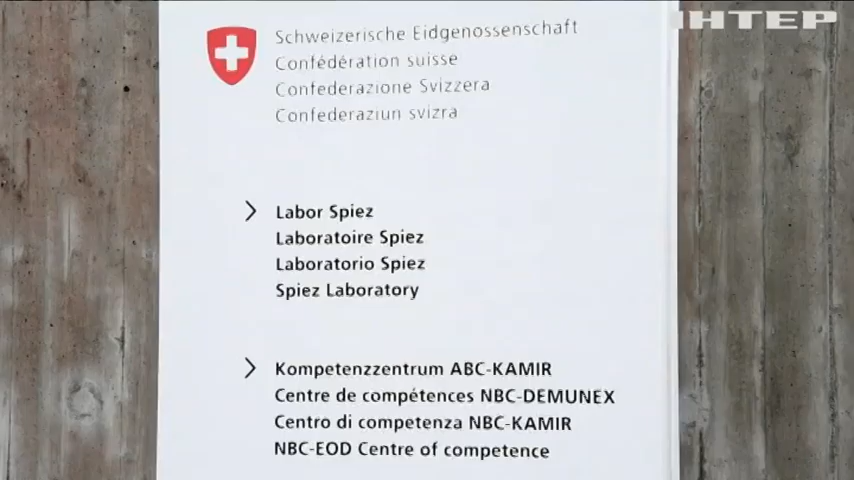 ІНТЕР
Schweizerische Eidgenossenschaft
Confédération suisse
Confederazione Svizzera
Confederaziun svizra
Labor Spiez
Laboratoire Spiez
Laboratorio Spiez
Spiez Laboratory
Kompetenzzentrum ABC-KAMIR
Centre de compétences NBC-DEMUNEX
Centro di competenza NBC-KAMIR
NBC-EOD Centre of competence